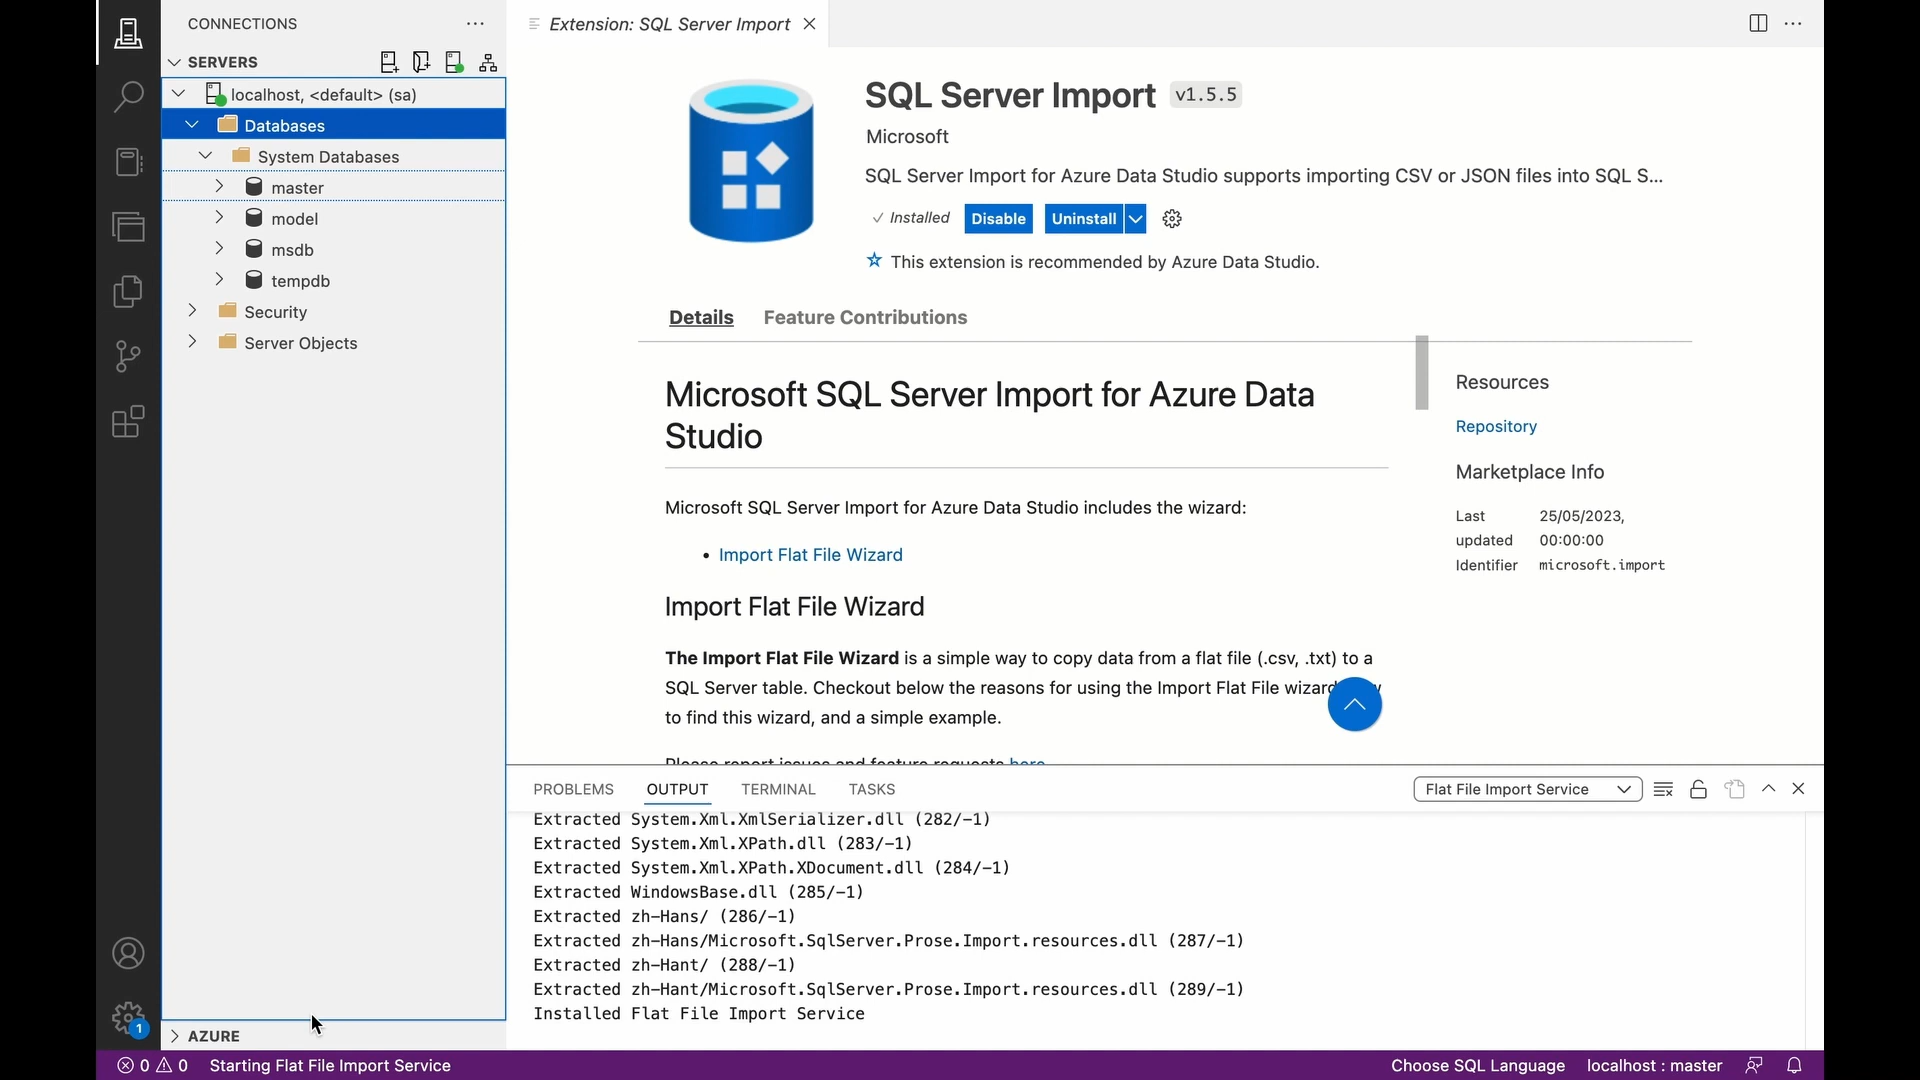 CONNECTIONS
SERVERS
localhost, <default> (sa)
Databases
System Databases
master
model
msdb
tempdb
Security
Server Objects
AZURE
1
Extension: SQL Server Import
SQL Server Import v1.5.5
Microsoft
SQL Server Import for Azure Data Studio supports importing CSV or JSON files into SQL S...
Installed Disable Uninstall
This extension is recommended by Azure Data Studio.
Details Feature Contributions
Microsoft SQL Server Import for Azure Data
Studio
Microsoft SQL Server Import for Azure Data Studio includes the wizard:
• Import Flat File Wizard
Import Flat File Wizard
The Import Flat File Wizard is a simple way to copy data from a flat file (.csv, .txt) to a
SQL Server table. Checkout below the reasons for using the Import Flat File wizard
to find this wizard, and a simple example.
Please report issues and feature requests here
Resources
Repository
Marketplace Info
Last 25/05/2023,
updated 00:00:00
Identifier microsoft.import
PROBLEMS OUTPUT TERMINAL TASKS Flat File Import Service
Extracted System.Xml.XmlSerializer.dll (282/-1)
Extracted System.Xml.XPath.dll (283/-1)
Extracted System.Xml.XPath.XDocument.dll (284/-1)
Extracted WindowsBase.dll (285/-1)
Extracted zh-Hans/ (286/-1)
Extracted zh-Hans/Microsoft.SqlServer.Prose.Import.resources.dll (287/-1)
Extracted zh-Hant/ (288/-1)
Extracted zh-Hant/Microsoft.SqlServer.Prose.Import.resources.dll (289/-1)
Installed Flat File Import Service
0 0 Starting Flat File Import Service Choose SQL Language localhost : master